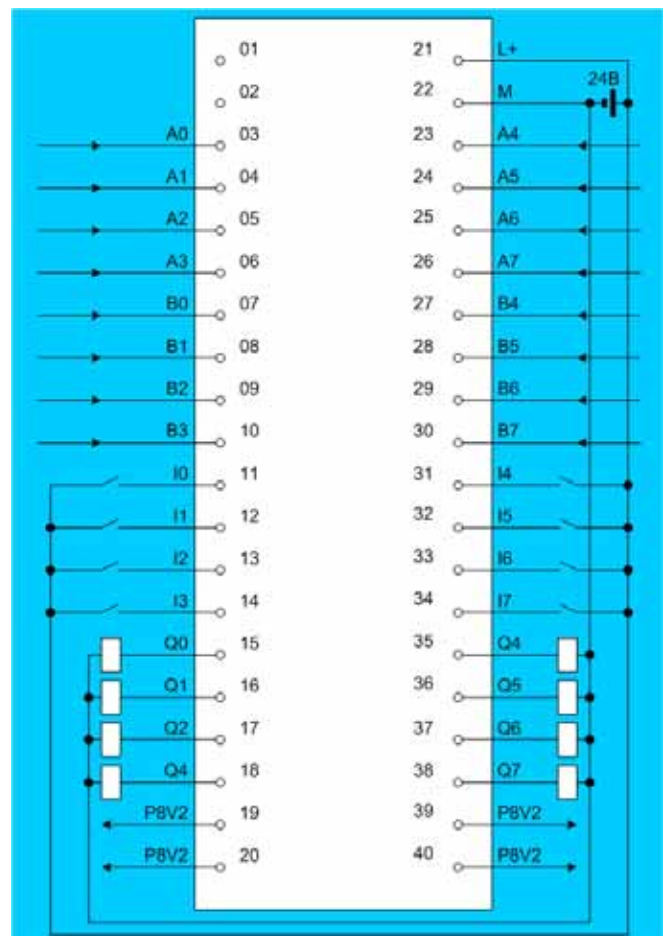 01 21 L+
24В
02 22 M
A0 03 23 A4
A1 04 24 A5
A2 05 25 A6
A3 06 26 A7
B0 07 27 B4
B1 08 28 B5
B2 09 29 B6
B3 10 30 B7
I0 11 31 I4
I1 12 32 I5
I2 13 33 I6
I3 14 34 I7
Q0 15 35 Q4
Q1 16 36 Q5
Q2 17 37 Q6
Q4 18 38 Q7
P8V2 19 39 P8V2
P8V2 20 40 P8V2